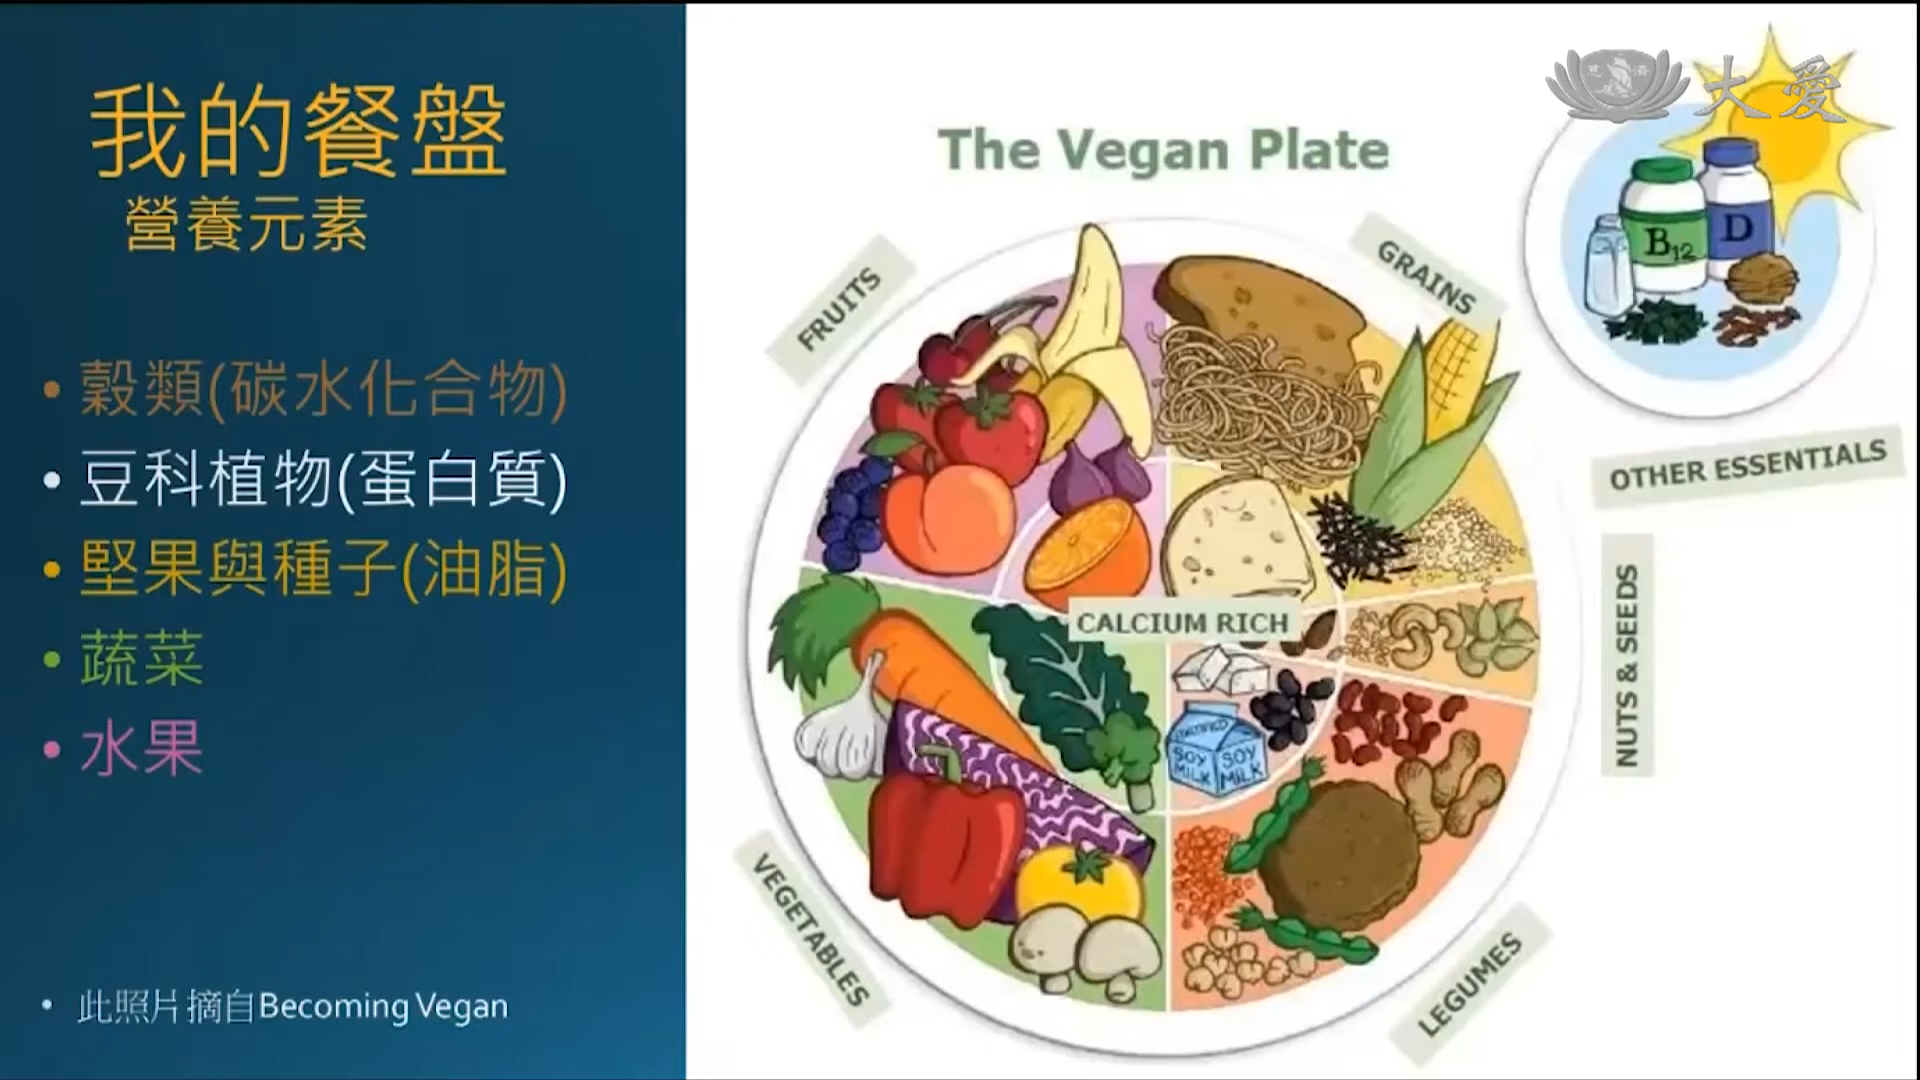 我的餐盤
營養元素
• 穀類(碳水化合物)
• 豆科植物(蛋白質)
• 堅果與種子(油脂)
• 蔬菜
• 水果
• 此照片摘自Becoming Vegan
大愛
The Vegan Plate
FRUITS
GRAINS
B12
D
OTHER ESSENTIALS
CALCIUM RICH
NUTS & SEEDS
SOY MILK
SOY MILK
VEGETABLES
LEGUMES